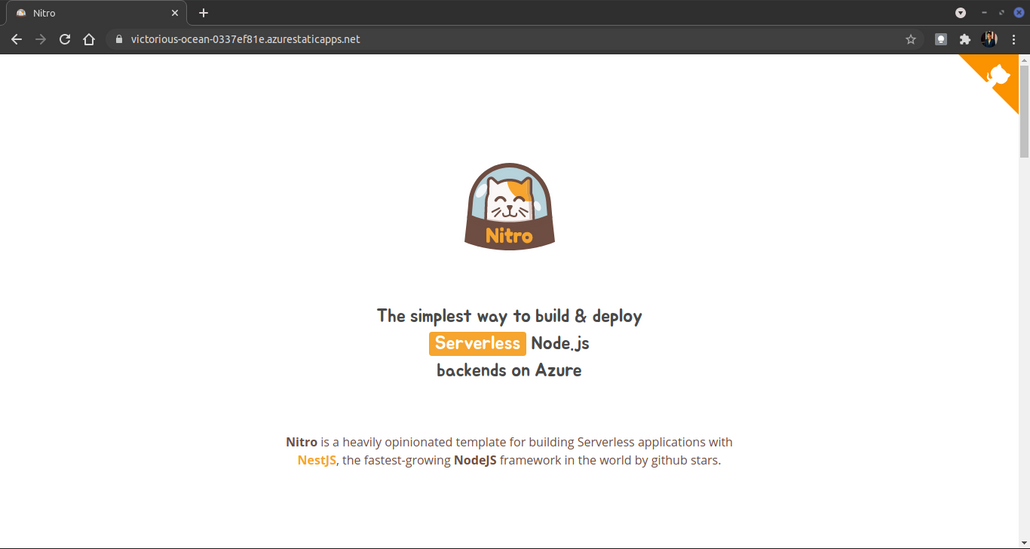 Nitro
victorious-ocean-0337ef81e.azurestaticapps.net
Nitro
The simplest way to build & deploy
Serverless Node.js
backends on Azure
Nitro is a heavily opinionated template for building Serverless applications with
NestJS, the fastest-growing NodeJS framework in the world by github stars.